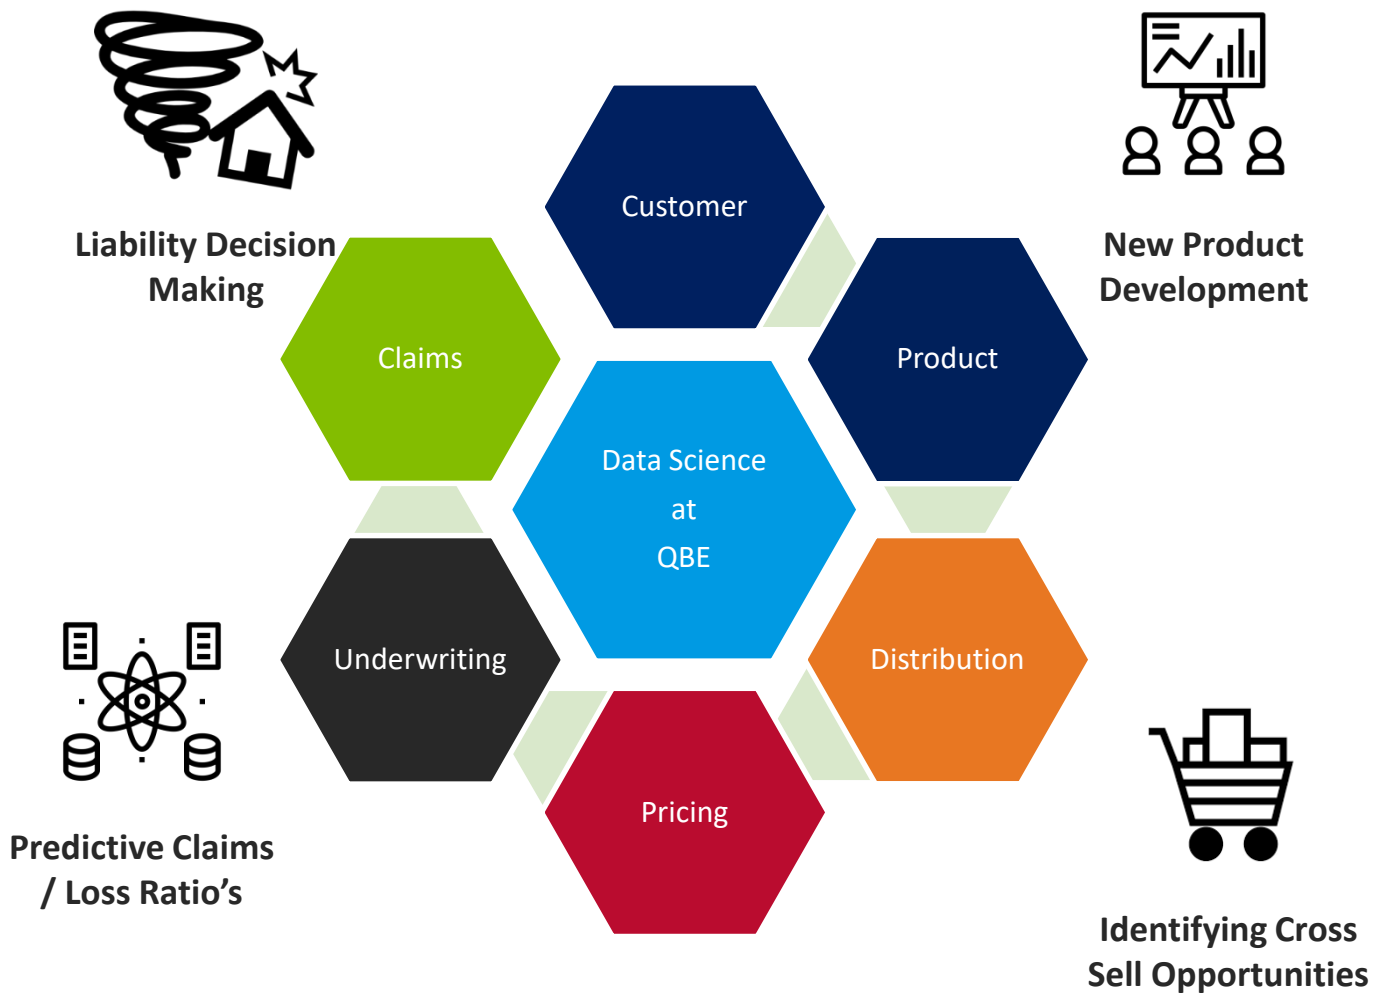 Customer
Liability Decision
Making
New Product
Development
Claims
Product
Data Science
at
QBE
Underwriting
Distribution
Pricing
Predictive Claims
/ Loss Ratio’s
Identifying Cross
Sell Opportunities